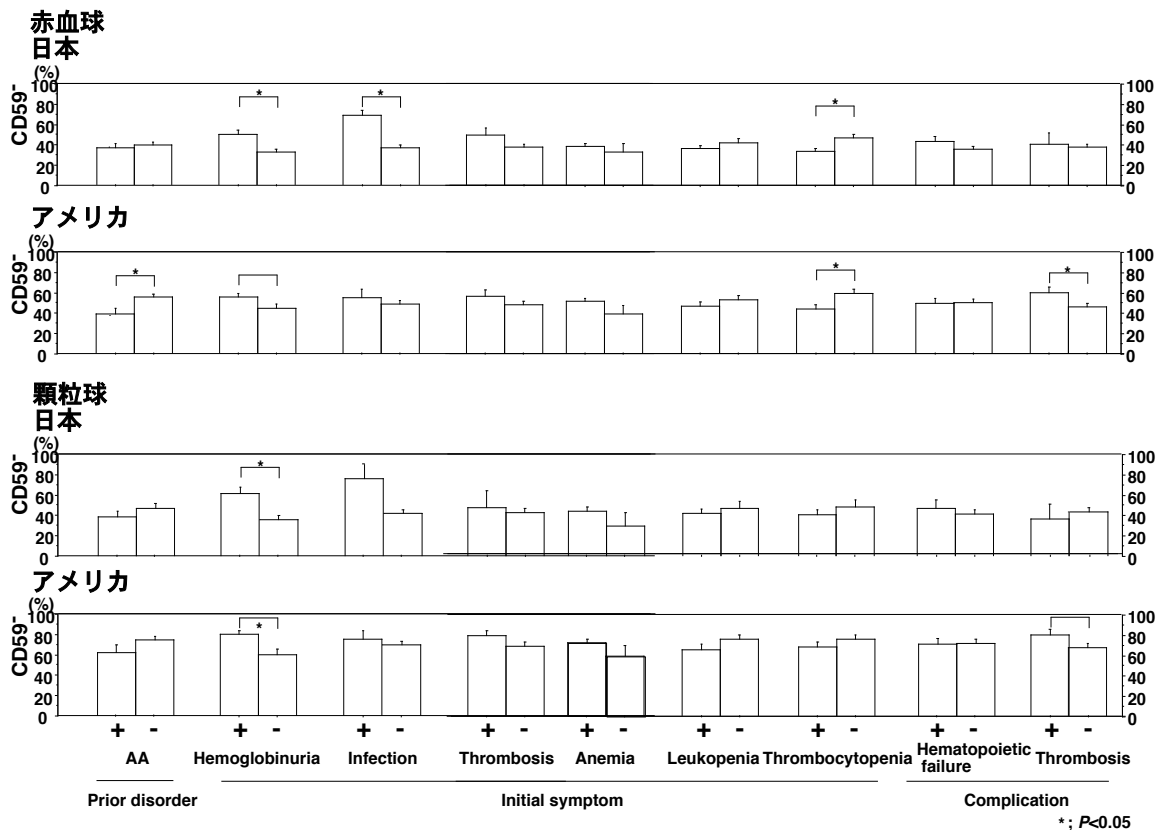 赤血球
日本
(%)
CD59⁻
100 80 60 40 20 0
* * *
100 80 60 40 20 0
アメリカ
(%)
CD59⁻
100 80 60 40 20 0
* * *
100 80 60 40 20 0
顆粒球
日本
(%)
CD59⁻
100 80 60 40 20 0
*
100 80 60 40 20 0
アメリカ
(%)
CD59⁻
100 80 60 40 20 0
*
100 80 60 40 20 0
+ - + - + - + - + - + - + - + - + -
AA Hemoglobinuria Infection Thrombosis Anemia Leukopenia Thrombocytopenia Hematopoietic failure Thrombosis
Prior disorder Initial symptom Complication
* ; P<0.05